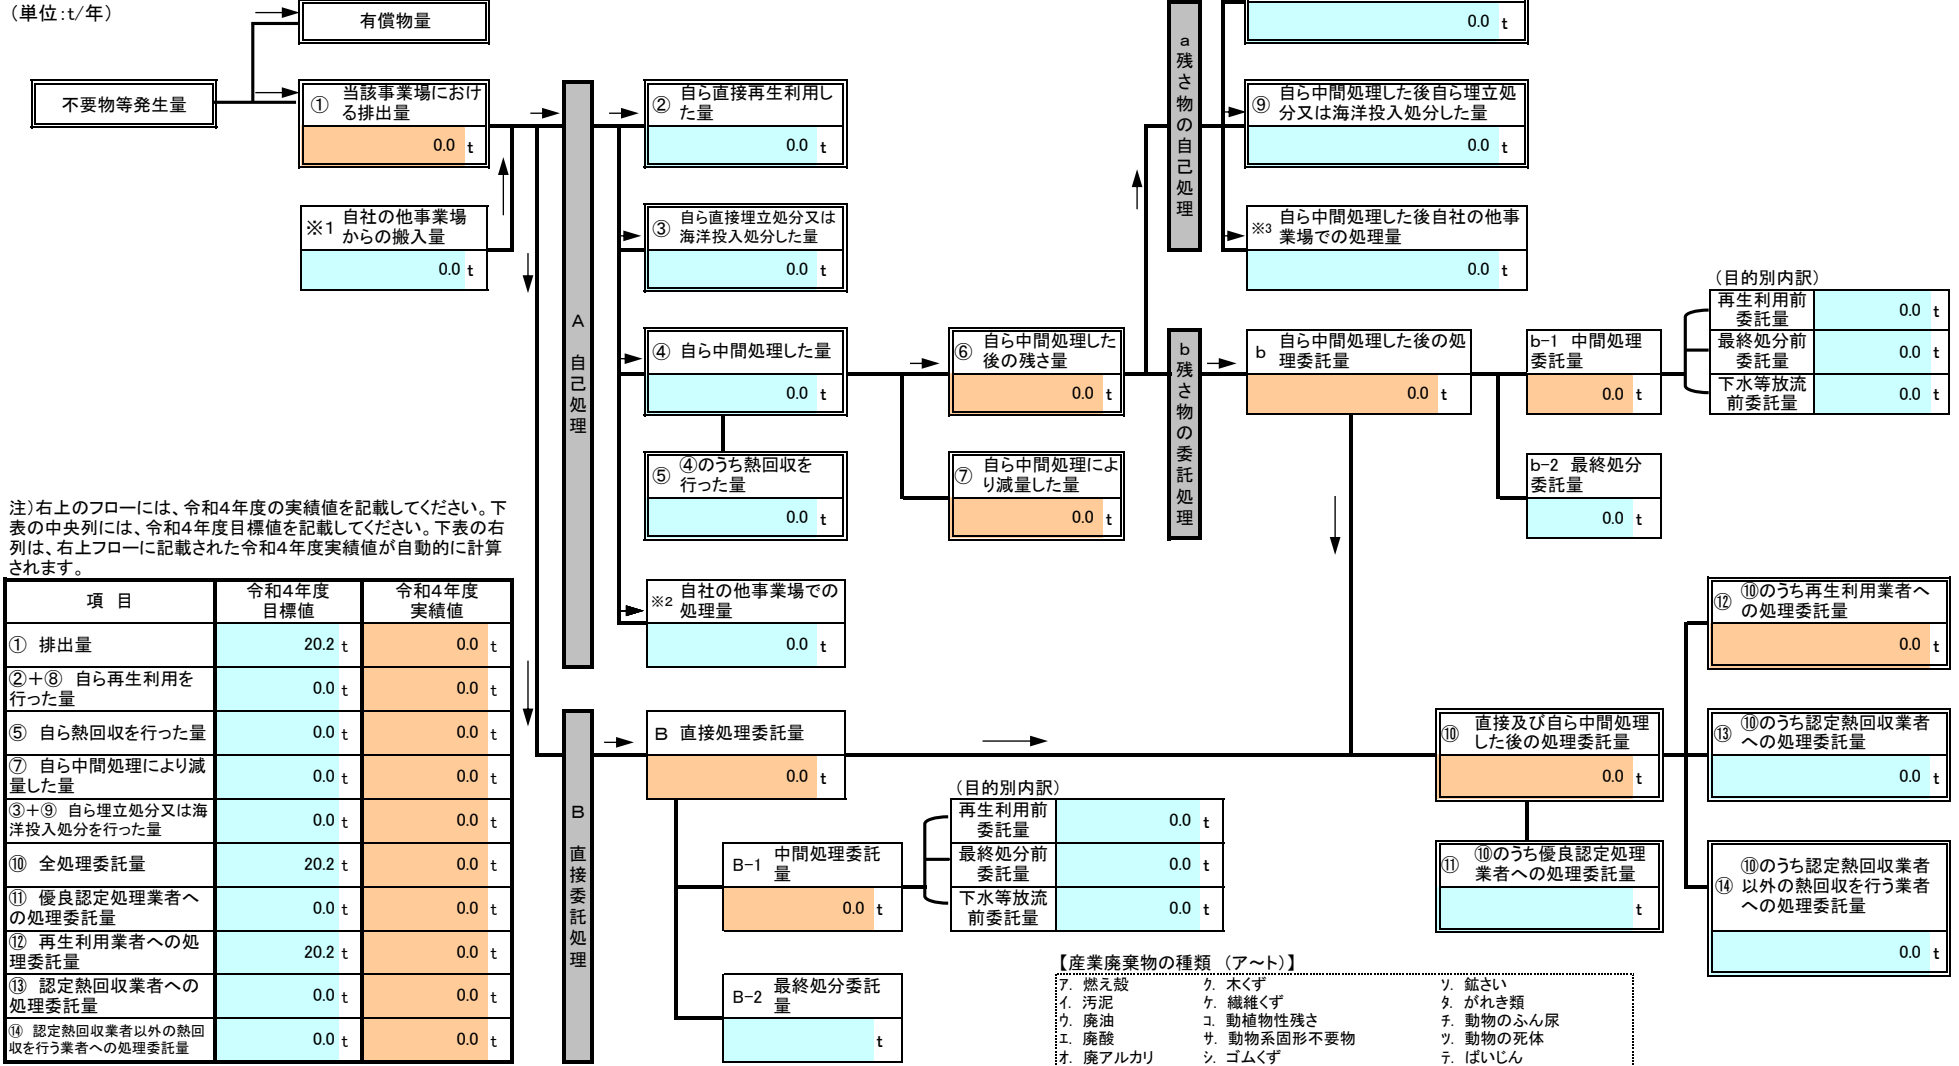 （単位：t/年）
有償物量
不要物等発生量
① 当該事業場におけ
る排出量
0.0 t
※1 自社の他事業場
からの搬入量
0.0 t
A 自己処理
② 自ら直接再生利用し
た量
0.0 t
③ 自ら直接埋立処分又は
海洋投入処分した量
0.0 t
④ 自ら中間処理した量
0.0 t
⑤ ④のうち熱回収を
行った量
0.0 t
※2 自社の他事業場での
処理量
0.0 t
⑥ 自ら中間処理した
後の残さ量
0.0 t
⑦ 自ら中間処理によ
り減量した量
0.0 t
a 残さ物の自己処理
0.0 t
⑨ 自ら中間処理した後自ら埋立処
分又は海洋投入処分した量
0.0 t
※3 自ら中間処理した後自社の他事
業場での処理量
0.0 t
b 残さ物の委託処理
b 自ら中間処理した後の処
理委託量
0.0 t
b-1 中間処理
委託量
0.0 t
b-2 最終処分
委託量
0.0 t
（目的別内訳）
再生利用前
委託量 0.0 t
最終処分前
委託量 0.0 t
下水等放流
前委託量 0.0 t
注）右上のフローには、令和4年度の実績値を記載してください。下
表の中央列には、令和4年度目標値を記載してください。下表の右
列は、右上フローに記載された令和4年度実績値が自動的に計算
されます。
項 目 令和4年度
目標値 令和4年度
実績値
① 排出量 20.2 t 0.0 t
②＋⑧ 自ら再生利用を
行った量 0.0 t 0.0 t
⑤ 自ら熱回収を行った量 0.0 t 0.0 t
⑦ 自ら中間処理により減
量した量 0.0 t 0.0 t
③＋⑨ 自ら埋立処分又は海
洋投入処分を行った量 0.0 t 0.0 t
⑩ 全処理委託量 20.2 t 0.0 t
⑪ 優良認定処理業者へ
の処理委託量 0.0 t 0.0 t
⑫ 再生利用業者への処
理委託量 20.2 t 0.0 t
⑬ 認定熱回収業者への
処理委託量 0.0 t 0.0 t
⑭ 認定熱回収業者以外の熱回
収を行う業者への処理委託量 0.0 t 0.0 t
B 直接委託処理
B 直接処理委託量
0.0 t
B-1 中間処理委託
量
0.0 t
B-2 最終処分委託
量
t
（目的別内訳）
再生利用前
委託量 0.0 t
最終処分前
委託量 0.0 t
下水等放流
前委託量 0.0 t
⑩ 直接及び自ら中間処理
した後の処理委託量
0.0 t
⑪ ⑩のうち優良認定処理
業者への処理委託量
t
⑫ ⑩のうち再生利用業者へ
の処理委託量
0.0 t
⑬ ⑩のうち認定熱回収業者
への処理委託量
0.0 t
⑭ ⑩のうち認定熱回収業者
以外の熱回収を行う業者
への処理委託量
0.0 t
【産業廃棄物の種類 （ア～ト）】
ア. 燃え殻 ク. 木くず ソ. 鉱さい
イ. 汚泥 ケ. 繊維くず タ. がれき類
ウ. 廃油 コ. 動植物性残さ チ. 動物のふん尿
エ. 廃酸 サ. 動物系固形不要物 ツ. 動物の死体
オ. 廃アルカリ シ. ゴムくず テ. ばいじん